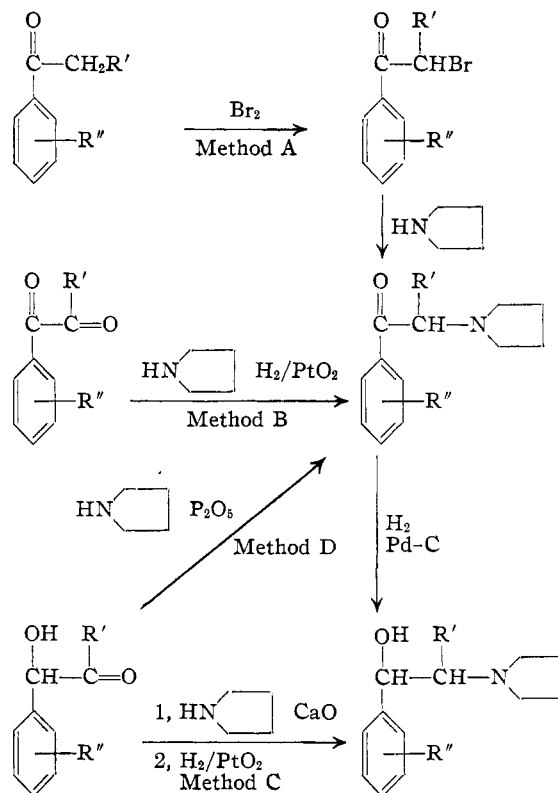 O R'
C CH₂R' O CHBr
C
Br₂
R" Method A R"
HN
O R' O R'
C—C=O C—CH—N
HN H₂/PtO₂
R" Method B R"
HN P₂O₅
Method D H₂
Pd–C
OH R' OH R'
CH—C=O CH—CH—N
1, HN CaO
R" 2, H₂/PtO₂ R"
Method C